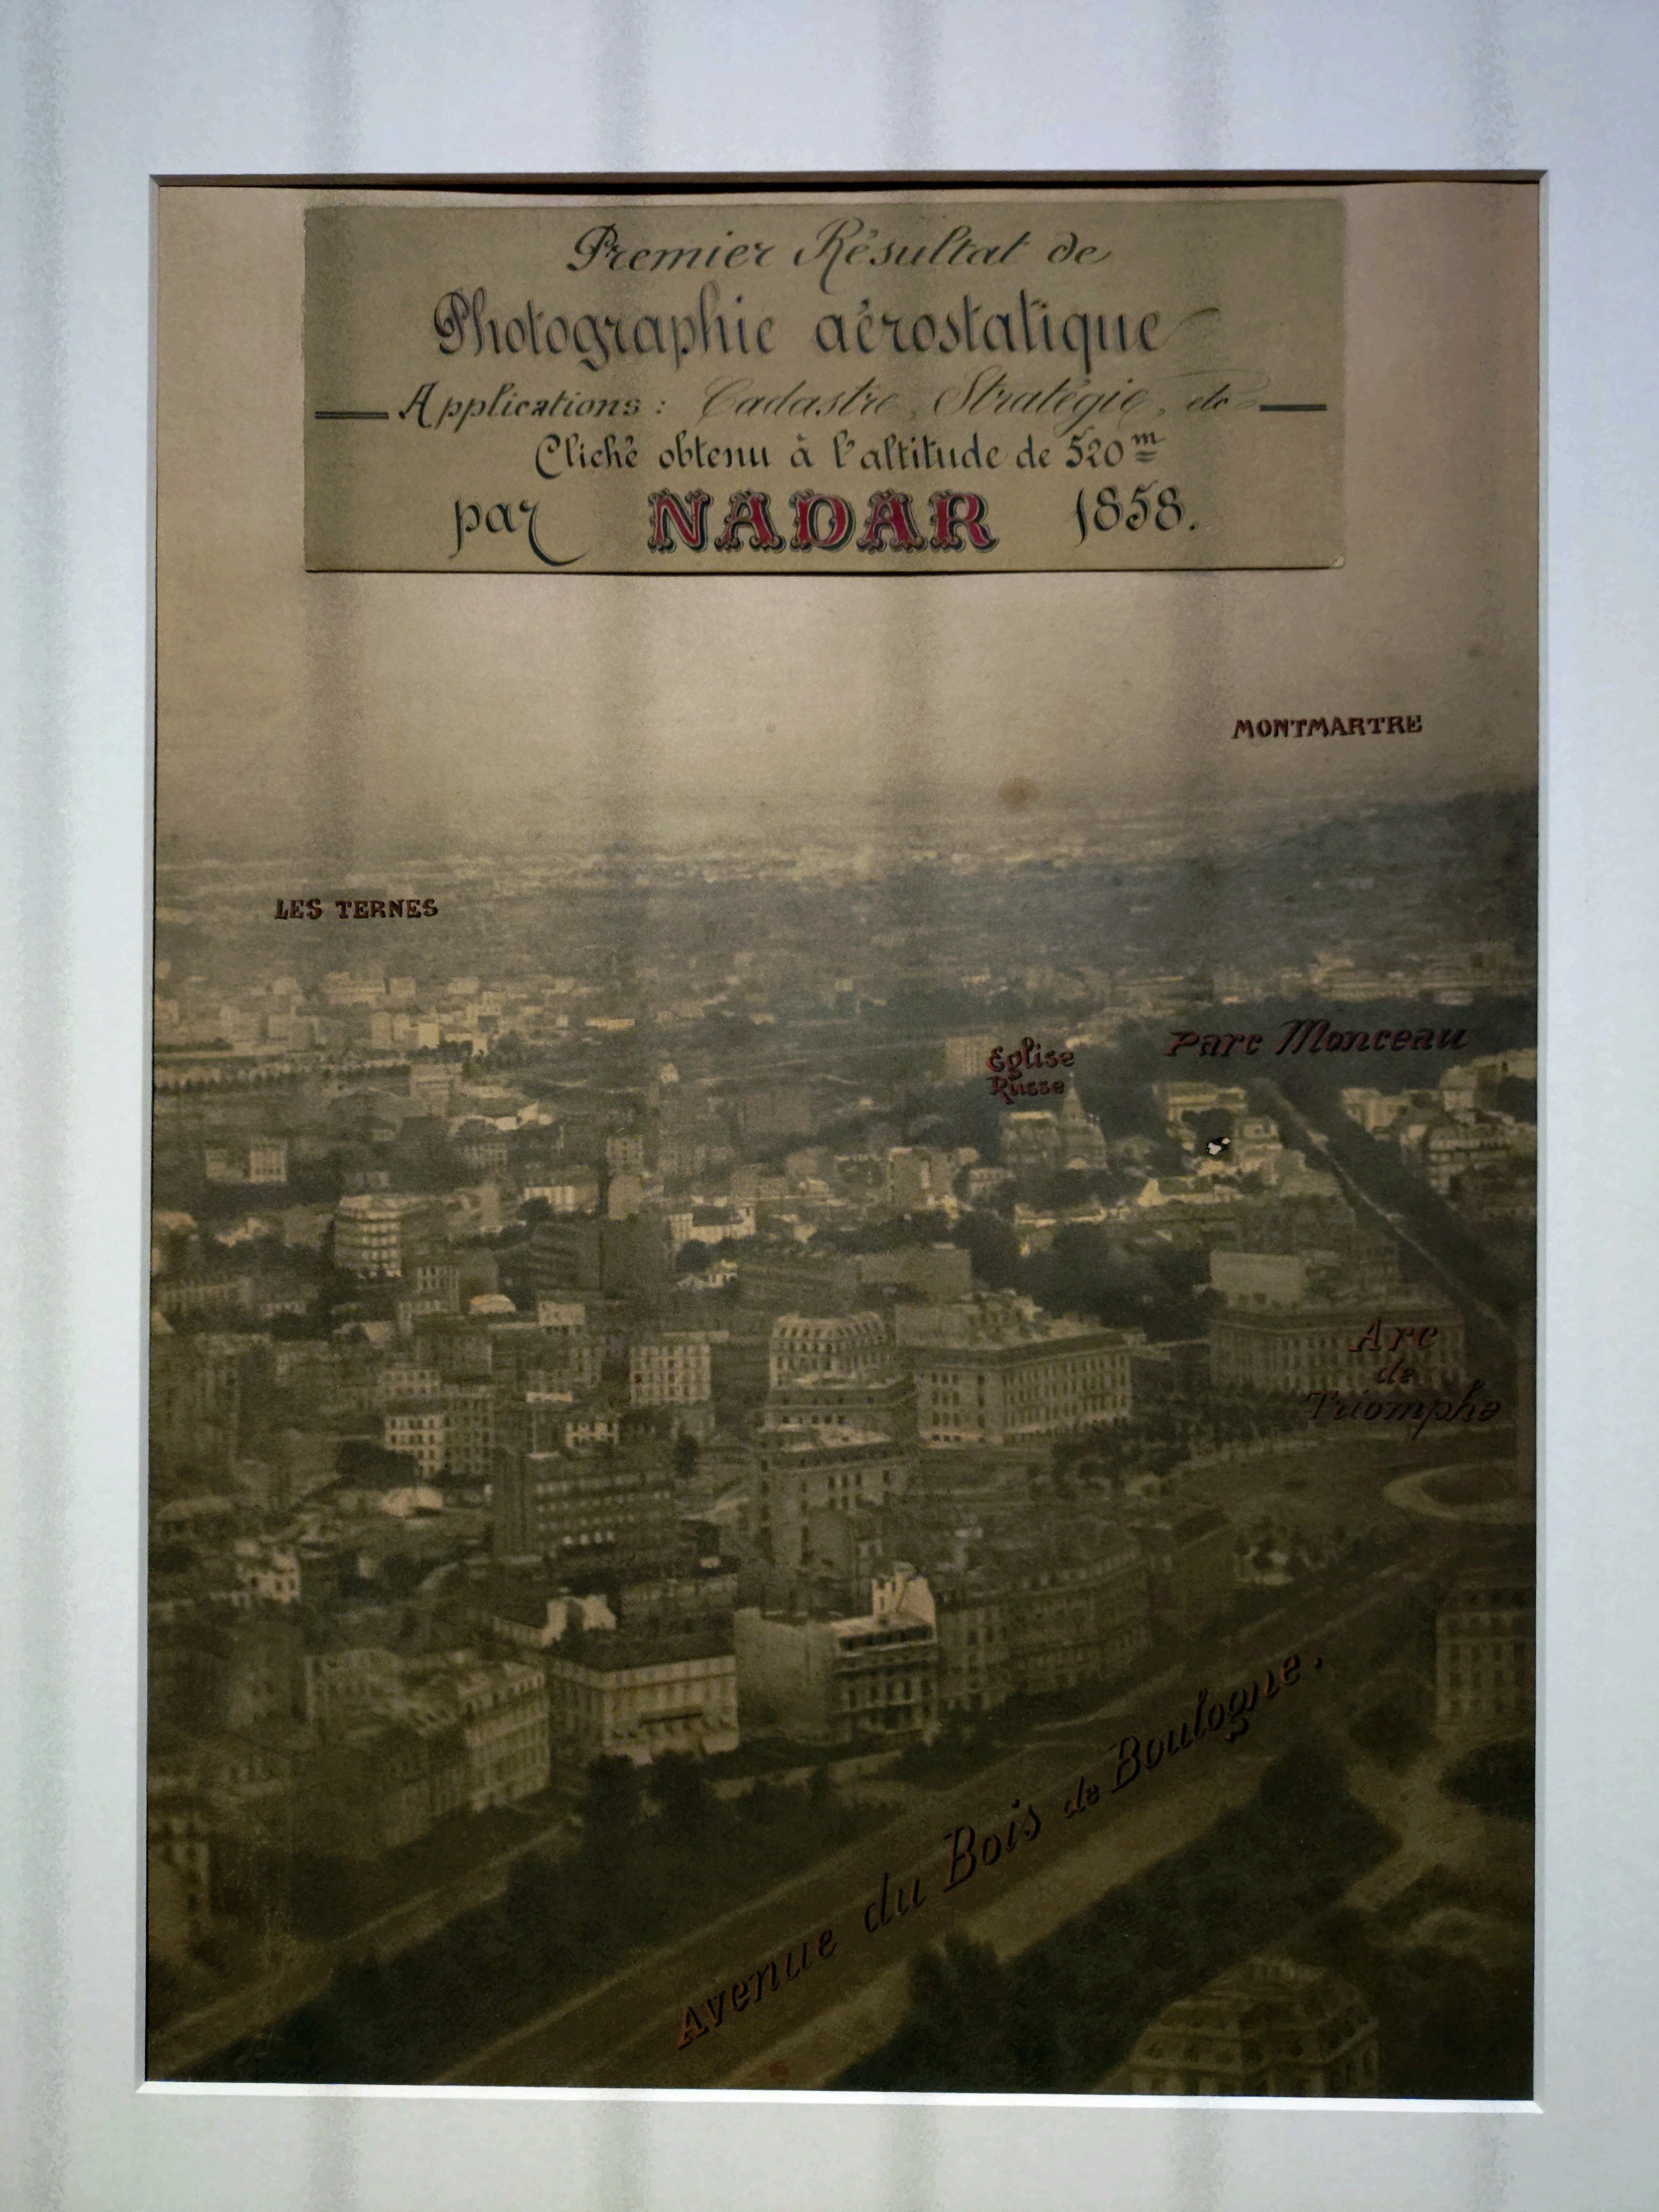 Premier Résultat de
Photographie aérostatique
Applications : Cadastre, Stratégie, etc
Cliché obtenu à l'altitude de 520m
par NADAR 1858.
MONTMARTRE
LES TERNES
Parc Monceau
Eglise
Russe
Arc
de
Triomphe
Avenue du Bois de Boulogne.